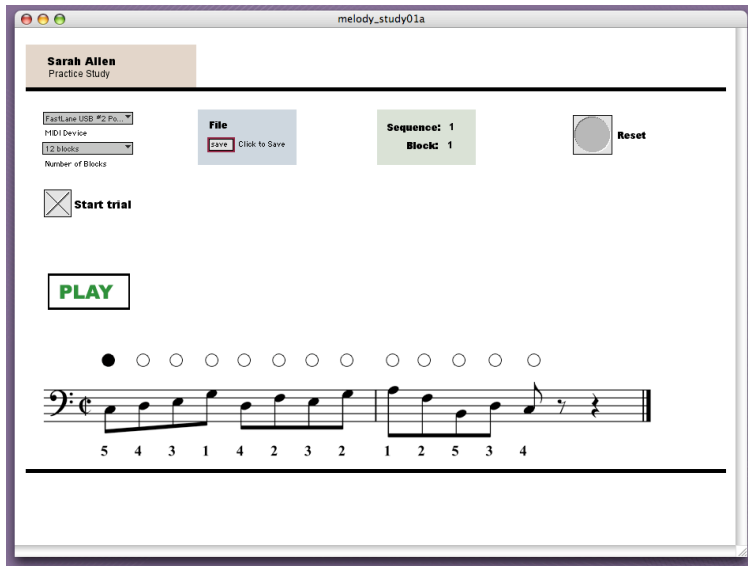 melody_study01a
Sarah Allen
Practice Study
FastLane USB #2 Po...
MIDI Device
12 blocks
Number of Blocks
File
save Click to Save
Sequence: 1
Block: 1
Reset
Start trial
PLAY
5 4 3 1 4 2 3 2 1 2 5 3 4